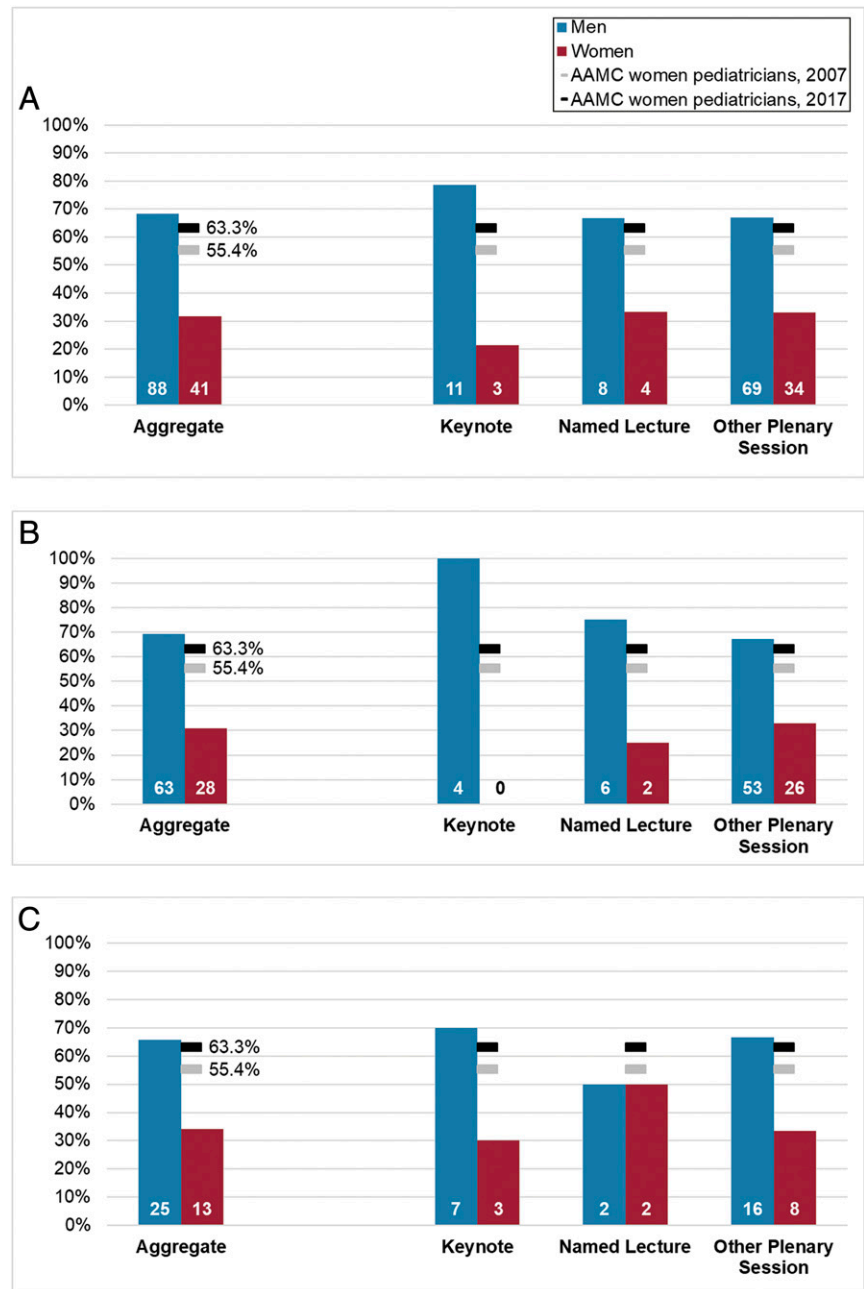 Men
Women
AAMC women pediatricians, 2007
AAMC women pediatricians, 2017
A
100%
90%
80%
70%
60%
50%
40%
30%
20%
10%
0%
63.3%
55.4%
88 41 11 3 8 4 69 34
Aggregate Keynote Named Lecture Other Plenary
Session
B
100%
90%
80%
70%
60%
50%
40%
30%
20%
10%
0%
63.3%
55.4%
63 28 4 0 6 2 53 26
Aggregate Keynote Named Lecture Other Plenary
Session
C
100%
90%
80%
70%
60%
50%
40%
30%
20%
10%
0%
63.3%
55.4%
25 13 7 3 2 2 16 8
Aggregate Keynote Named Lecture Other Plenary
Session